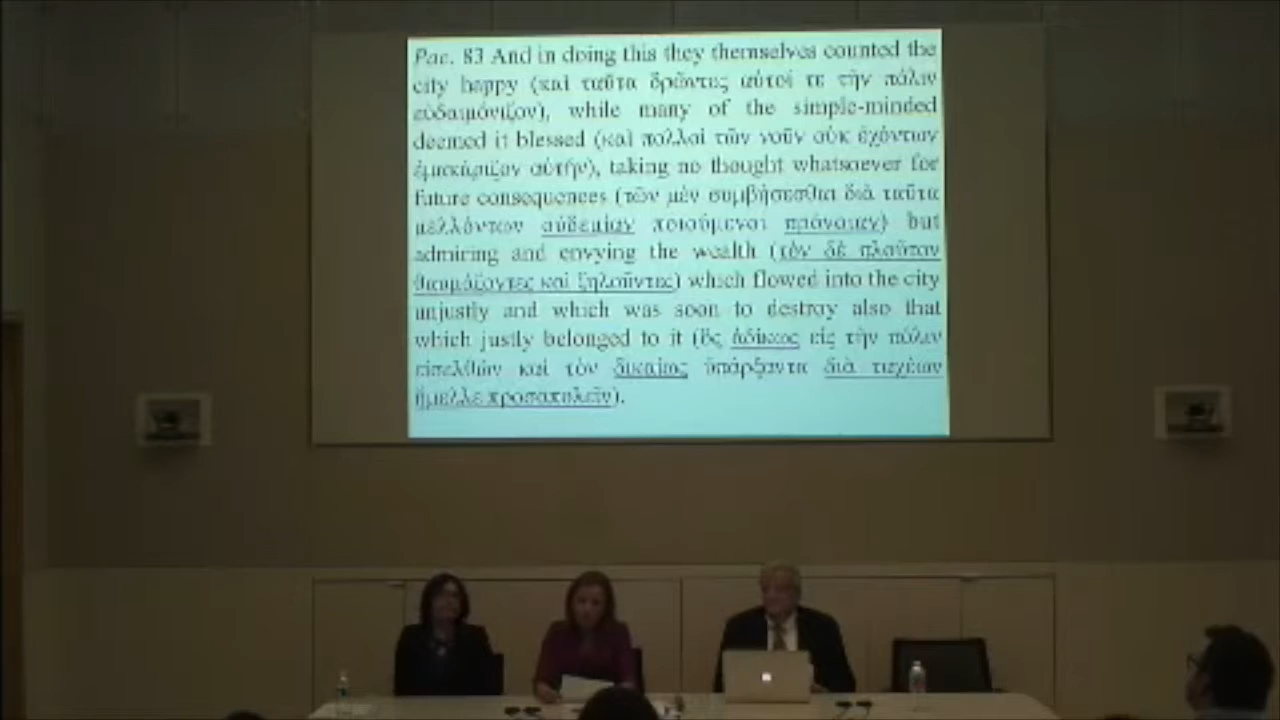 Pac. 83 And in doing this they themselves counted the
city happy (καὶ ταῦτα δρῶντες αὐτοί τε τὴν πόλιν
εὐδαιμόνιζον), while many of the simple-minded
deemed it blessed (καὶ πολλοὶ τῶν νοῦν οὐκ ἐχόντων
ἐμακάριζον αὐτήν), taking no thought whatsoever for
future consequences (τῶν μὲν συμβήσεσθαι διὰ ταῦτα
μελλόντων οὐδεμίαν ποιούμενοι πρόνοιαν) but
admiring and envying the wealth (τὸν δὲ πλοῦτον
θαυμάζοντες καὶ ζηλοῦντες) which flowed into the city
unjustly and which was soon to destroy also that
which justly belonged to it (ὃς ἀδίκως εἰς τὴν πόλιν
εἰσελθὼν καὶ τὸν δικαίως ὑπάρξαντα διὰ ταχέων
ἤμελλε προσαπολεῖν).